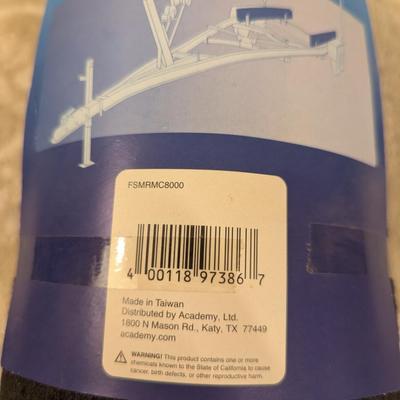 FSMRMC8000
4 00118 97386 7
Made in Taiwan
Distributed by Academy, Ltd.
1800 N Mason Rd., Katy, TX 77449
academy.com
WARNING! This product contains one or more
chemicals known to the State of California to cause
cancer, birth defects, or other reproductive harm.